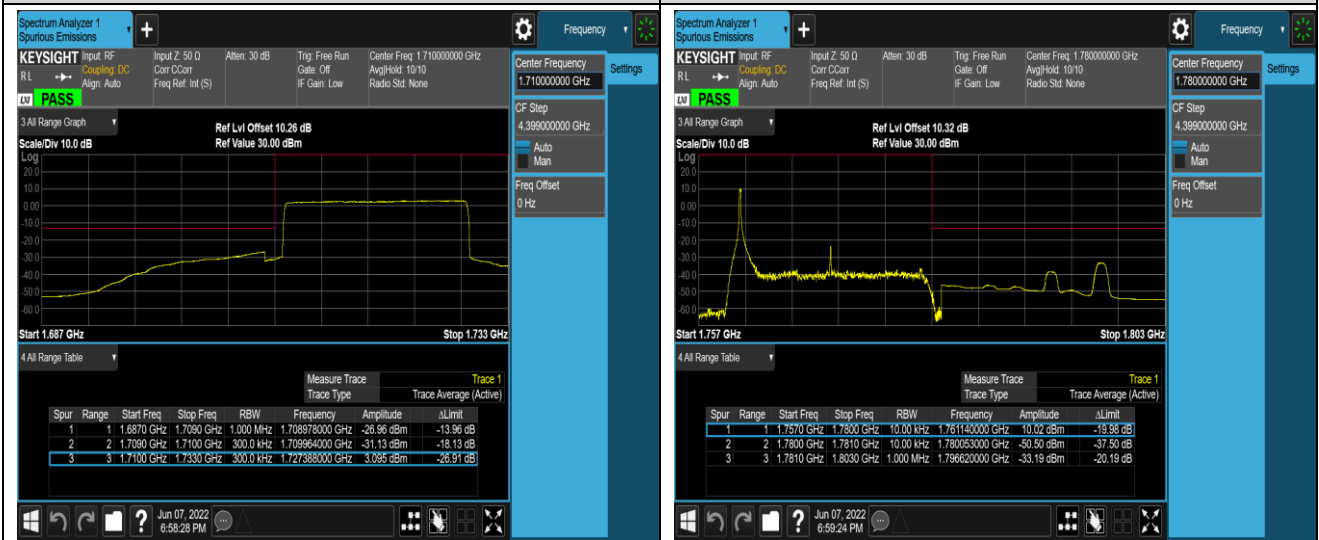 Spectrum Analyzer 1
Spurious Emissions
Frequency
KEYSIGHT
Input: RF
Input Z: 50 Ω
Atten: 30 dB
Trig: Free Run
Center Freq: 1.710000000 GHz
RL
Coupling: DC
Corr CCorr
Gate: Off
Avg|Hold: 10/10
Align: Auto
Freq Ref: Int (S)
IF Gain: Low
Radio Std: None
LXI
PASS
Center Frequency
1.710000000 GHz
Settings
CF Step
4.399000000 GHz
Auto
Man
Freq Offset
0 Hz
3 All Range Graph
Ref Lvl Offset 10.26 dB
Scale/Div 10.0 dB
Ref Value 30.00 dBm
Log
20.0
10.0
0.00
-10.0
-20.0
-30.0
-40.0
-50.0
-60.0
Start 1.687 GHz
Stop 1.733 GHz
4 All Range Table
Measure Trace Trace 1
Trace Type Trace Average (Active)
Spur Range Start Freq Stop Freq RBW Frequency Amplitude ΔLimit
1 1 1.6870 GHz 1.7090 GHz 1.000 MHz 1.708978000 GHz -26.96 dBm -13.96 dB
2 2 1.7090 GHz 1.7100 GHz 300.0 kHz 1.709964000 GHz -31.13 dBm -18.13 dB
3 3 1.7100 GHz 1.7330 GHz 300.0 kHz 1.727388000 GHz 3.095 dBm -26.91 dB
?
Jun 07, 2022
6:58:28 PM
Spectrum Analyzer 1
Spurious Emissions
Frequency
KEYSIGHT
Input: RF
Input Z: 50 Ω
Atten: 30 dB
Trig: Free Run
Center Freq: 1.780000000 GHz
RL
Coupling: DC
Corr CCorr
Gate: Off
Avg|Hold: 10/10
Align: Auto
Freq Ref: Int (S)
IF Gain: Low
Radio Std: None
LXI
PASS
Center Frequency
1.780000000 GHz
Settings
CF Step
4.399000000 GHz
Auto
Man
Freq Offset
0 Hz
3 All Range Graph
Ref Lvl Offset 10.32 dB
Scale/Div 10.0 dB
Ref Value 30.00 dBm
Log
20.0
10.0
0.00
-10.0
-20.0
-30.0
-40.0
-50.0
-60.0
Start 1.757 GHz
Stop 1.803 GHz
4 All Range Table
Measure Trace Trace 1
Trace Type Trace Average (Active)
Spur Range Start Freq Stop Freq RBW Frequency Amplitude ΔLimit
1 1 1.7570 GHz 1.7800 GHz 10.00 kHz 1.761140000 GHz 10.02 dBm -19.98 dB
2 2 1.7800 GHz 1.7810 GHz 10.00 kHz 1.780053000 GHz -50.50 dBm -37.50 dB
3 3 1.7810 GHz 1.8030 GHz 1.000 MHz 1.796620000 GHz -33.19 dBm -20.19 dB
?
Jun 07, 2022
6:59:24 PM